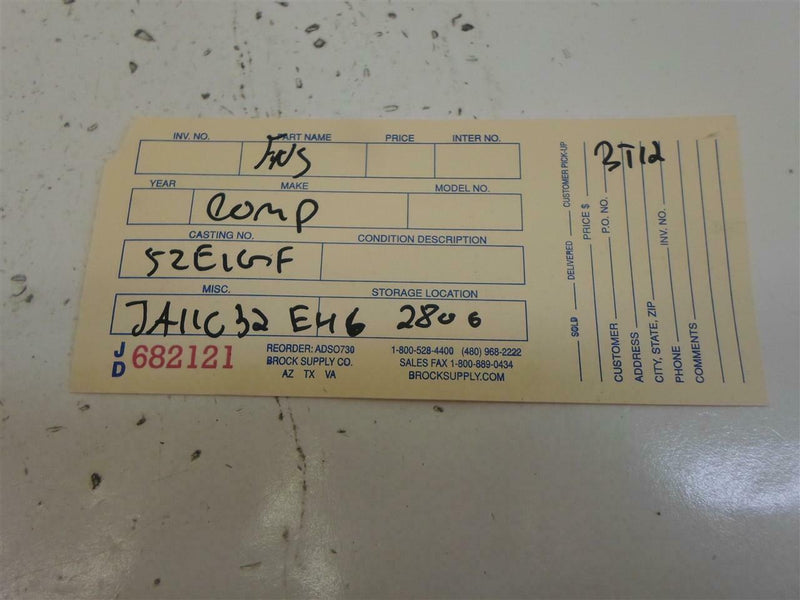 INV. NO. PART NAME PRICE INTER NO.
YEAR MAKE MODEL NO.
COMP
CASTING NO. CONDITION DESCRIPTION
MISC. STORAGE LOCATION
JA11C32 EH6 2806
JD 682121
REORDER: ADSO730
BROCK SUPPLY CO.
AZ TX VA
1-800-528-4400 (480) 968-2222
SALES FAX 1-800-889-0434
BROCKSUPPLY.COM
SOLD DELIVERED CUSTOMER PICK-UP
PRICE $
P.O. NO.
CUSTOMER
ADDRESS
CITY, STATE, ZIP INV. NO.
PHONE
COMMENTS